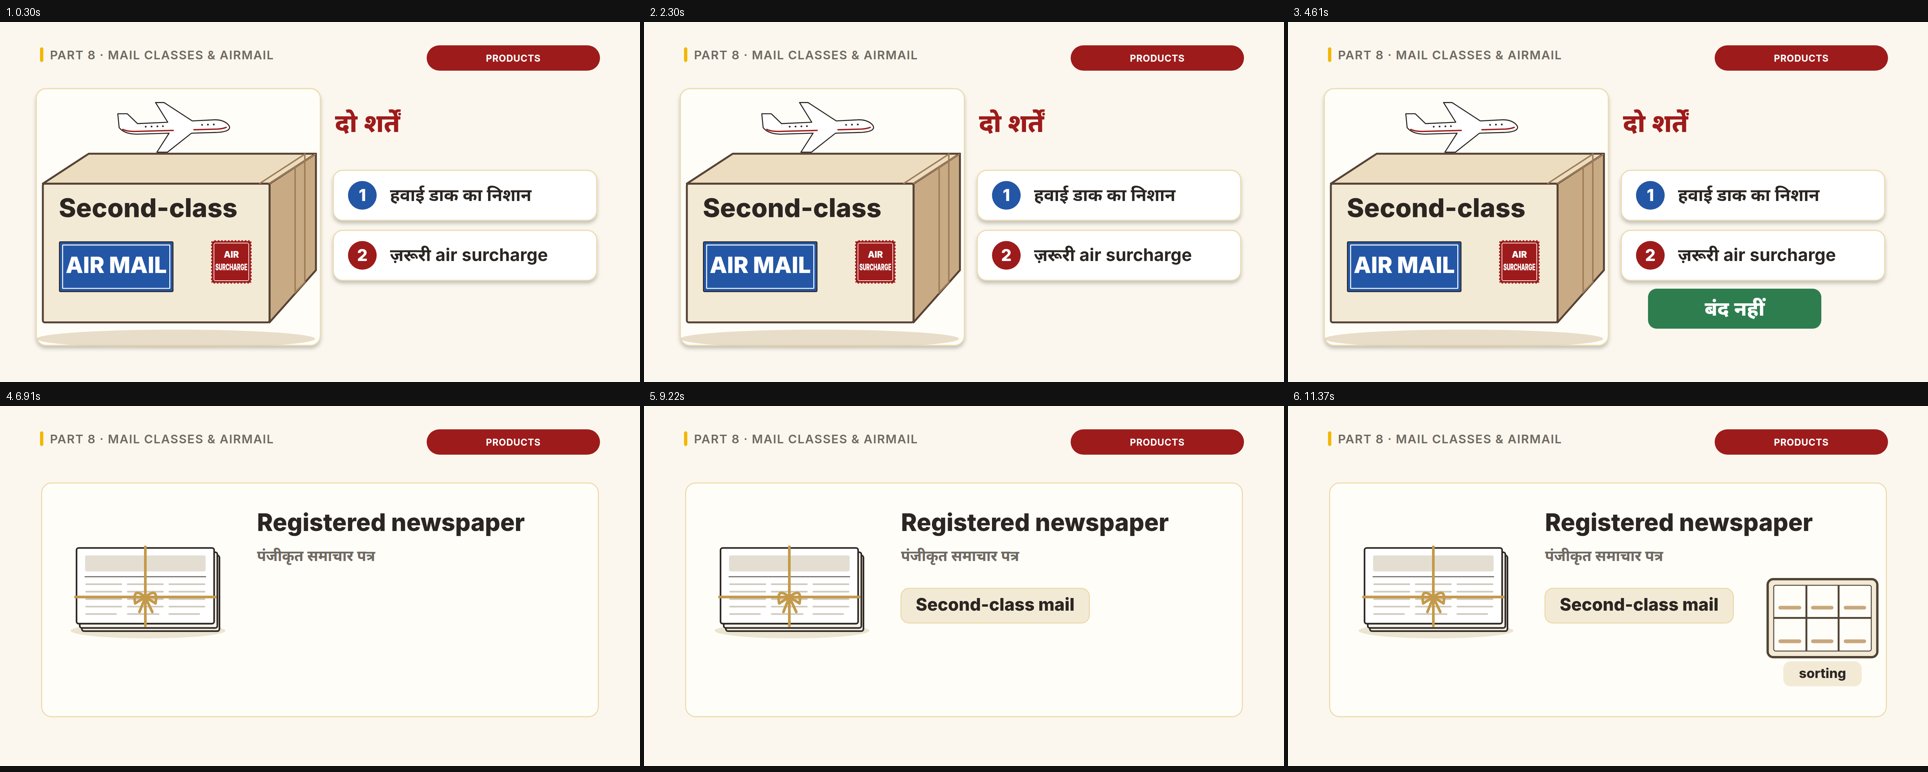 1. 0.30s
PART 8 · MAIL CLASSES & AIRMAIL
PRODUCTS
दो शर्तें
Second-class
AIR MAIL
AIR
SURCHARGE
1 हवाई डाक का निशान
2 ज़रूरी air surcharge
2. 2.30s
PART 8 · MAIL CLASSES & AIRMAIL
PRODUCTS
दो शर्तें
Second-class
AIR MAIL
AIR
SURCHARGE
1 हवाई डाक का निशान
2 ज़रूरी air surcharge
3. 4.61s
PART 8 · MAIL CLASSES & AIRMAIL
PRODUCTS
दो शर्तें
Second-class
AIR MAIL
AIR
SURCHARGE
1 हवाई डाक का निशान
2 ज़रूरी air surcharge
बंद नहीं
4. 6.91s
PART 8 · MAIL CLASSES & AIRMAIL
PRODUCTS
Registered newspaper
पंजीकृत समाचार पत्र
5. 9.22s
PART 8 · MAIL CLASSES & AIRMAIL
PRODUCTS
Registered newspaper
पंजीकृत समाचार पत्र
Second-class mail
6. 11.37s
PART 8 · MAIL CLASSES & AIRMAIL
PRODUCTS
Registered newspaper
पंजीकृत समाचार पत्र
Second-class mail
sorting